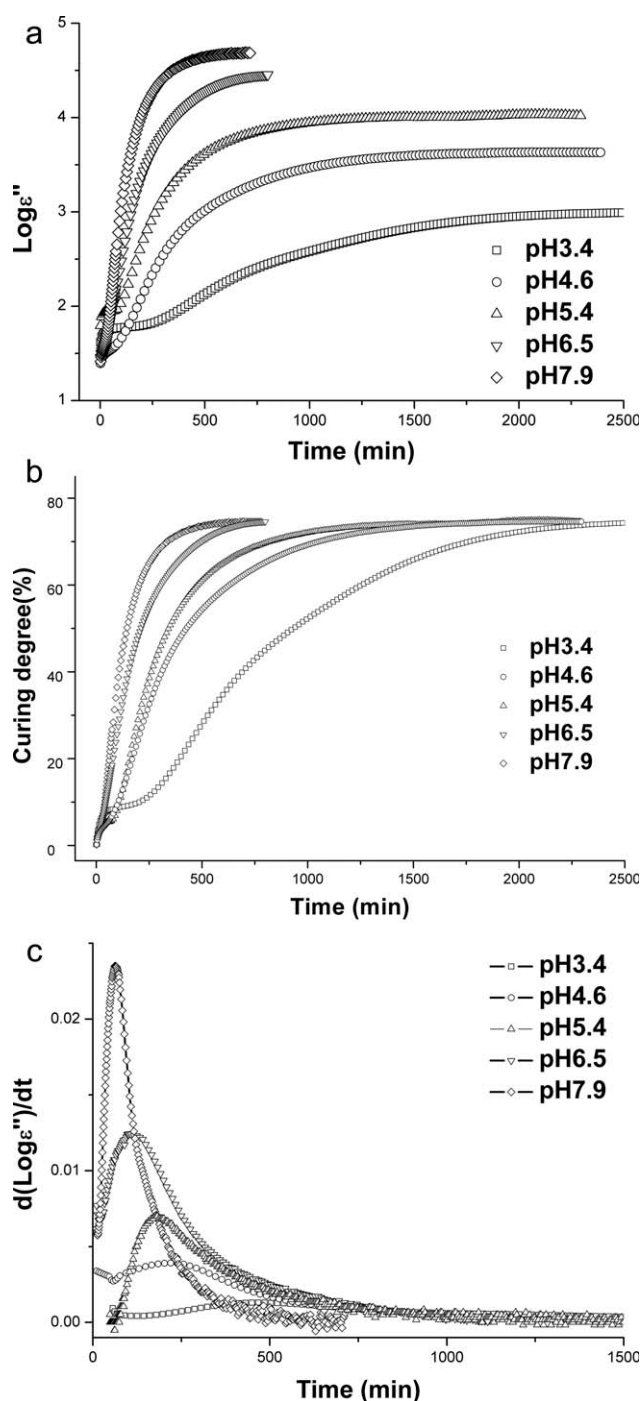 a
5
4
3
2
1
Logε"
0
500
1000
1500
2000
2500
Time (min)
pH3.4
pH4.6
pH5.4
pH6.5
pH7.9
b
80
60
40
20
0
Curing degree(%)
0
500
1000
1500
2000
2500
Time (min)
pH3.4
pH4.6
pH5.4
pH6.5
pH7.9
c
0.02
0.01
0.00
d(Logε")/dt
0
500
1000
1500
Time (min)
pH3.4
pH4.6
pH5.4
pH6.5
pH7.9